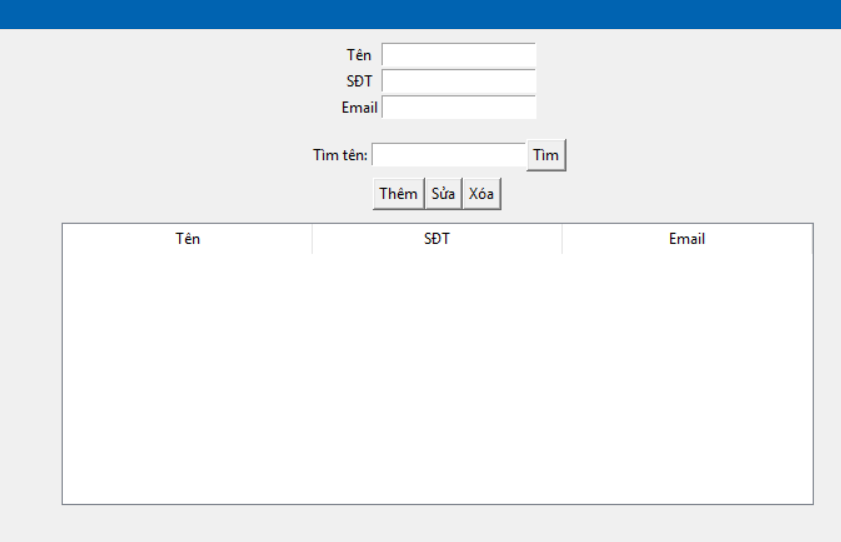 Tên
SĐT
Email
Tìm tên: Tìm
Thêm Sửa Xóa
Tên SĐT Email